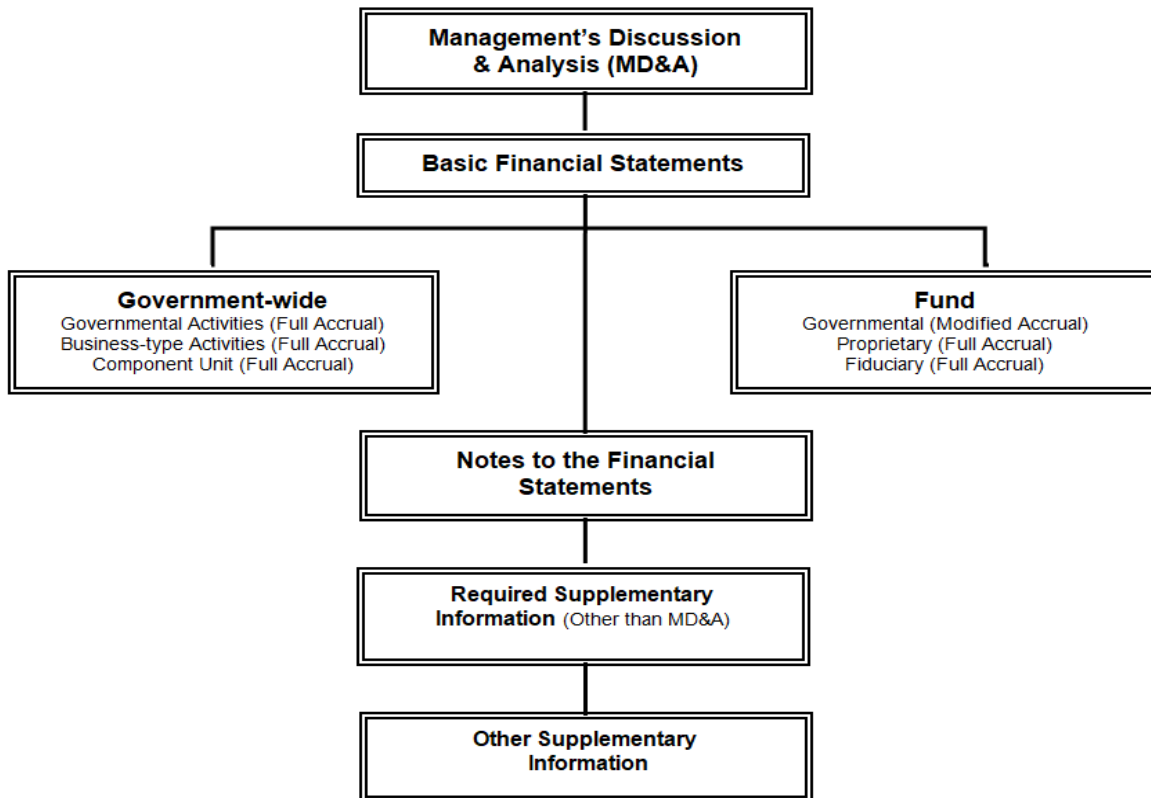 Management’s Discussion
& Analysis (MD&A)
Basic Financial Statements
Government-wide
Governmental Activities (Full Accrual)
Business-type Activities (Full Accrual)
Component Unit (Full Accrual)
Fund
Governmental (Modified Accrual)
Proprietary (Full Accrual)
Fiduciary (Full Accrual)
Notes to the Financial
Statements
Required Supplementary
Information (Other than MD&A)
Other Supplementary
Information